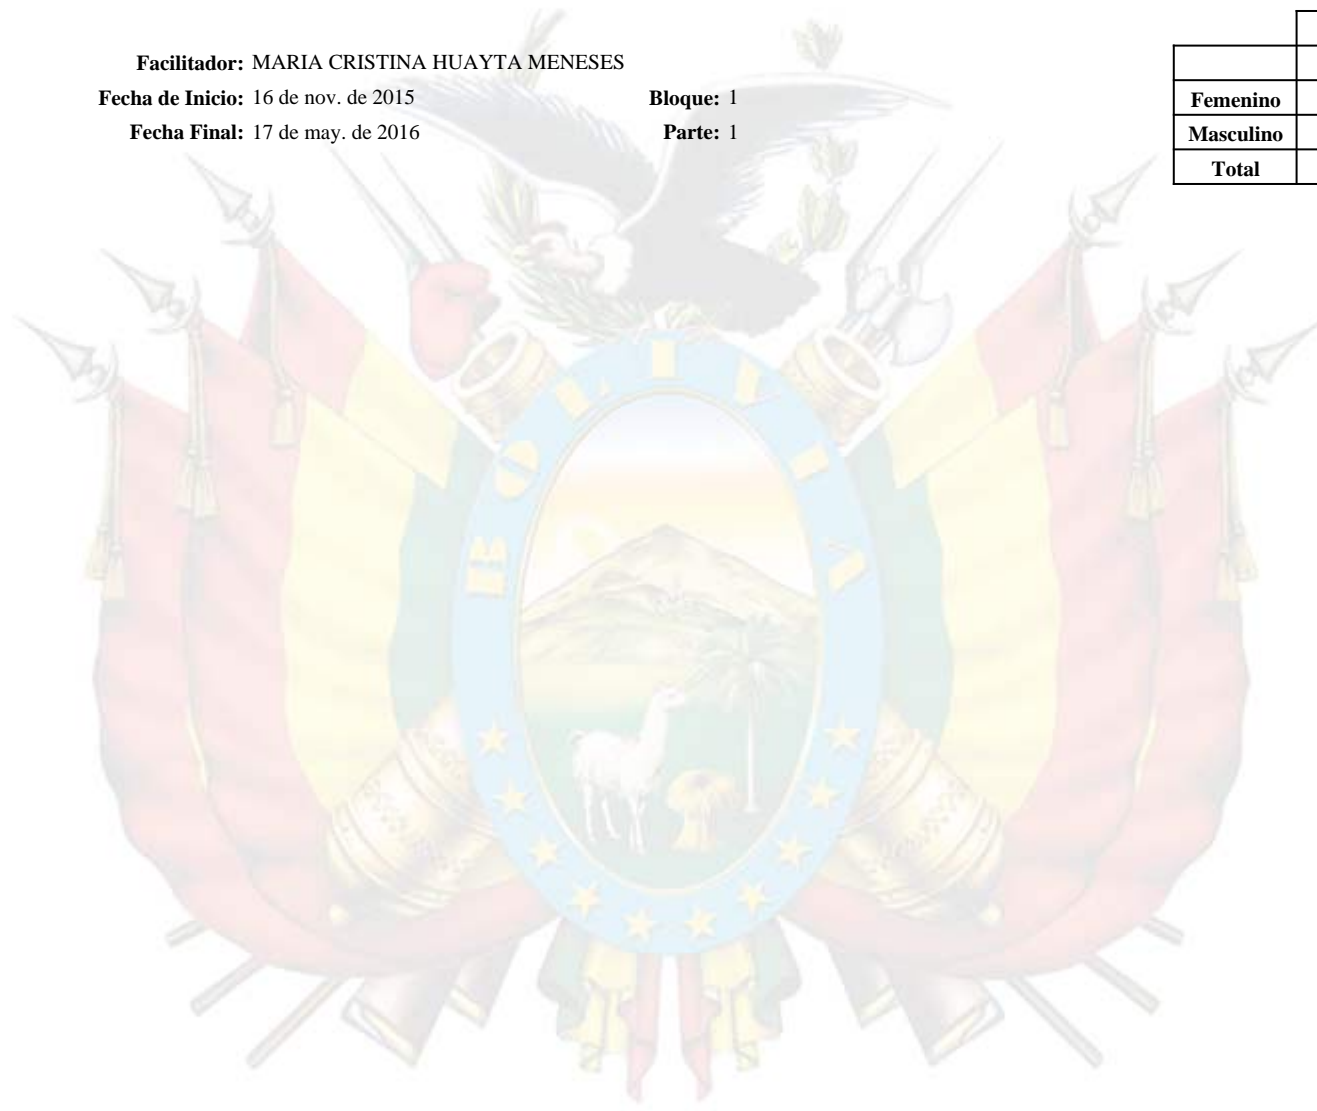 Facilitador: MARIA CRISTINA HUAYTA MENESES
Fecha de Inicio: 16 de nov. de 2015 Bloque: 1
Fecha Final: 17 de may. de 2016 Parte: 1
Femenino
Masculino
Total
BOLIVIA